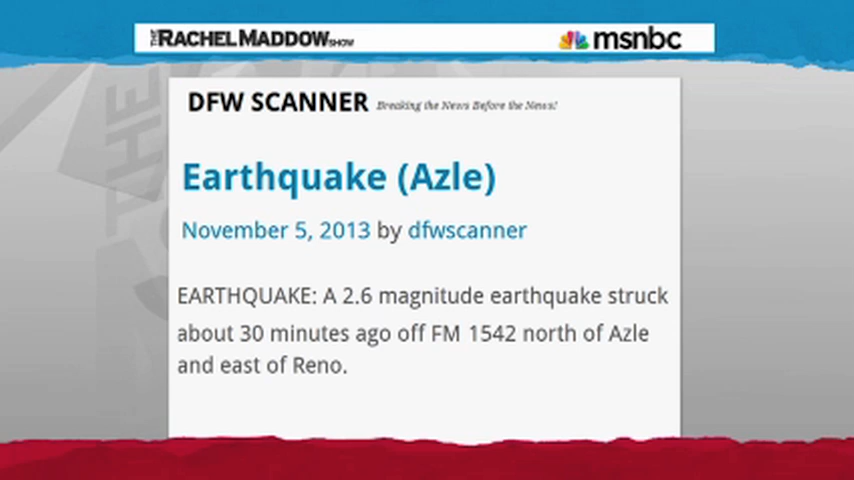 THE RACHEL MADDOW SHOW msnbc
DFW SCANNER Breaking the News Before the News!
Earthquake (Azle)
November 5, 2013 by dfwscanner
EARTHQUAKE: A 2.6 magnitude earthquake struck
about 30 minutes ago off FM 1542 north of Azle
and east of Reno.
THE